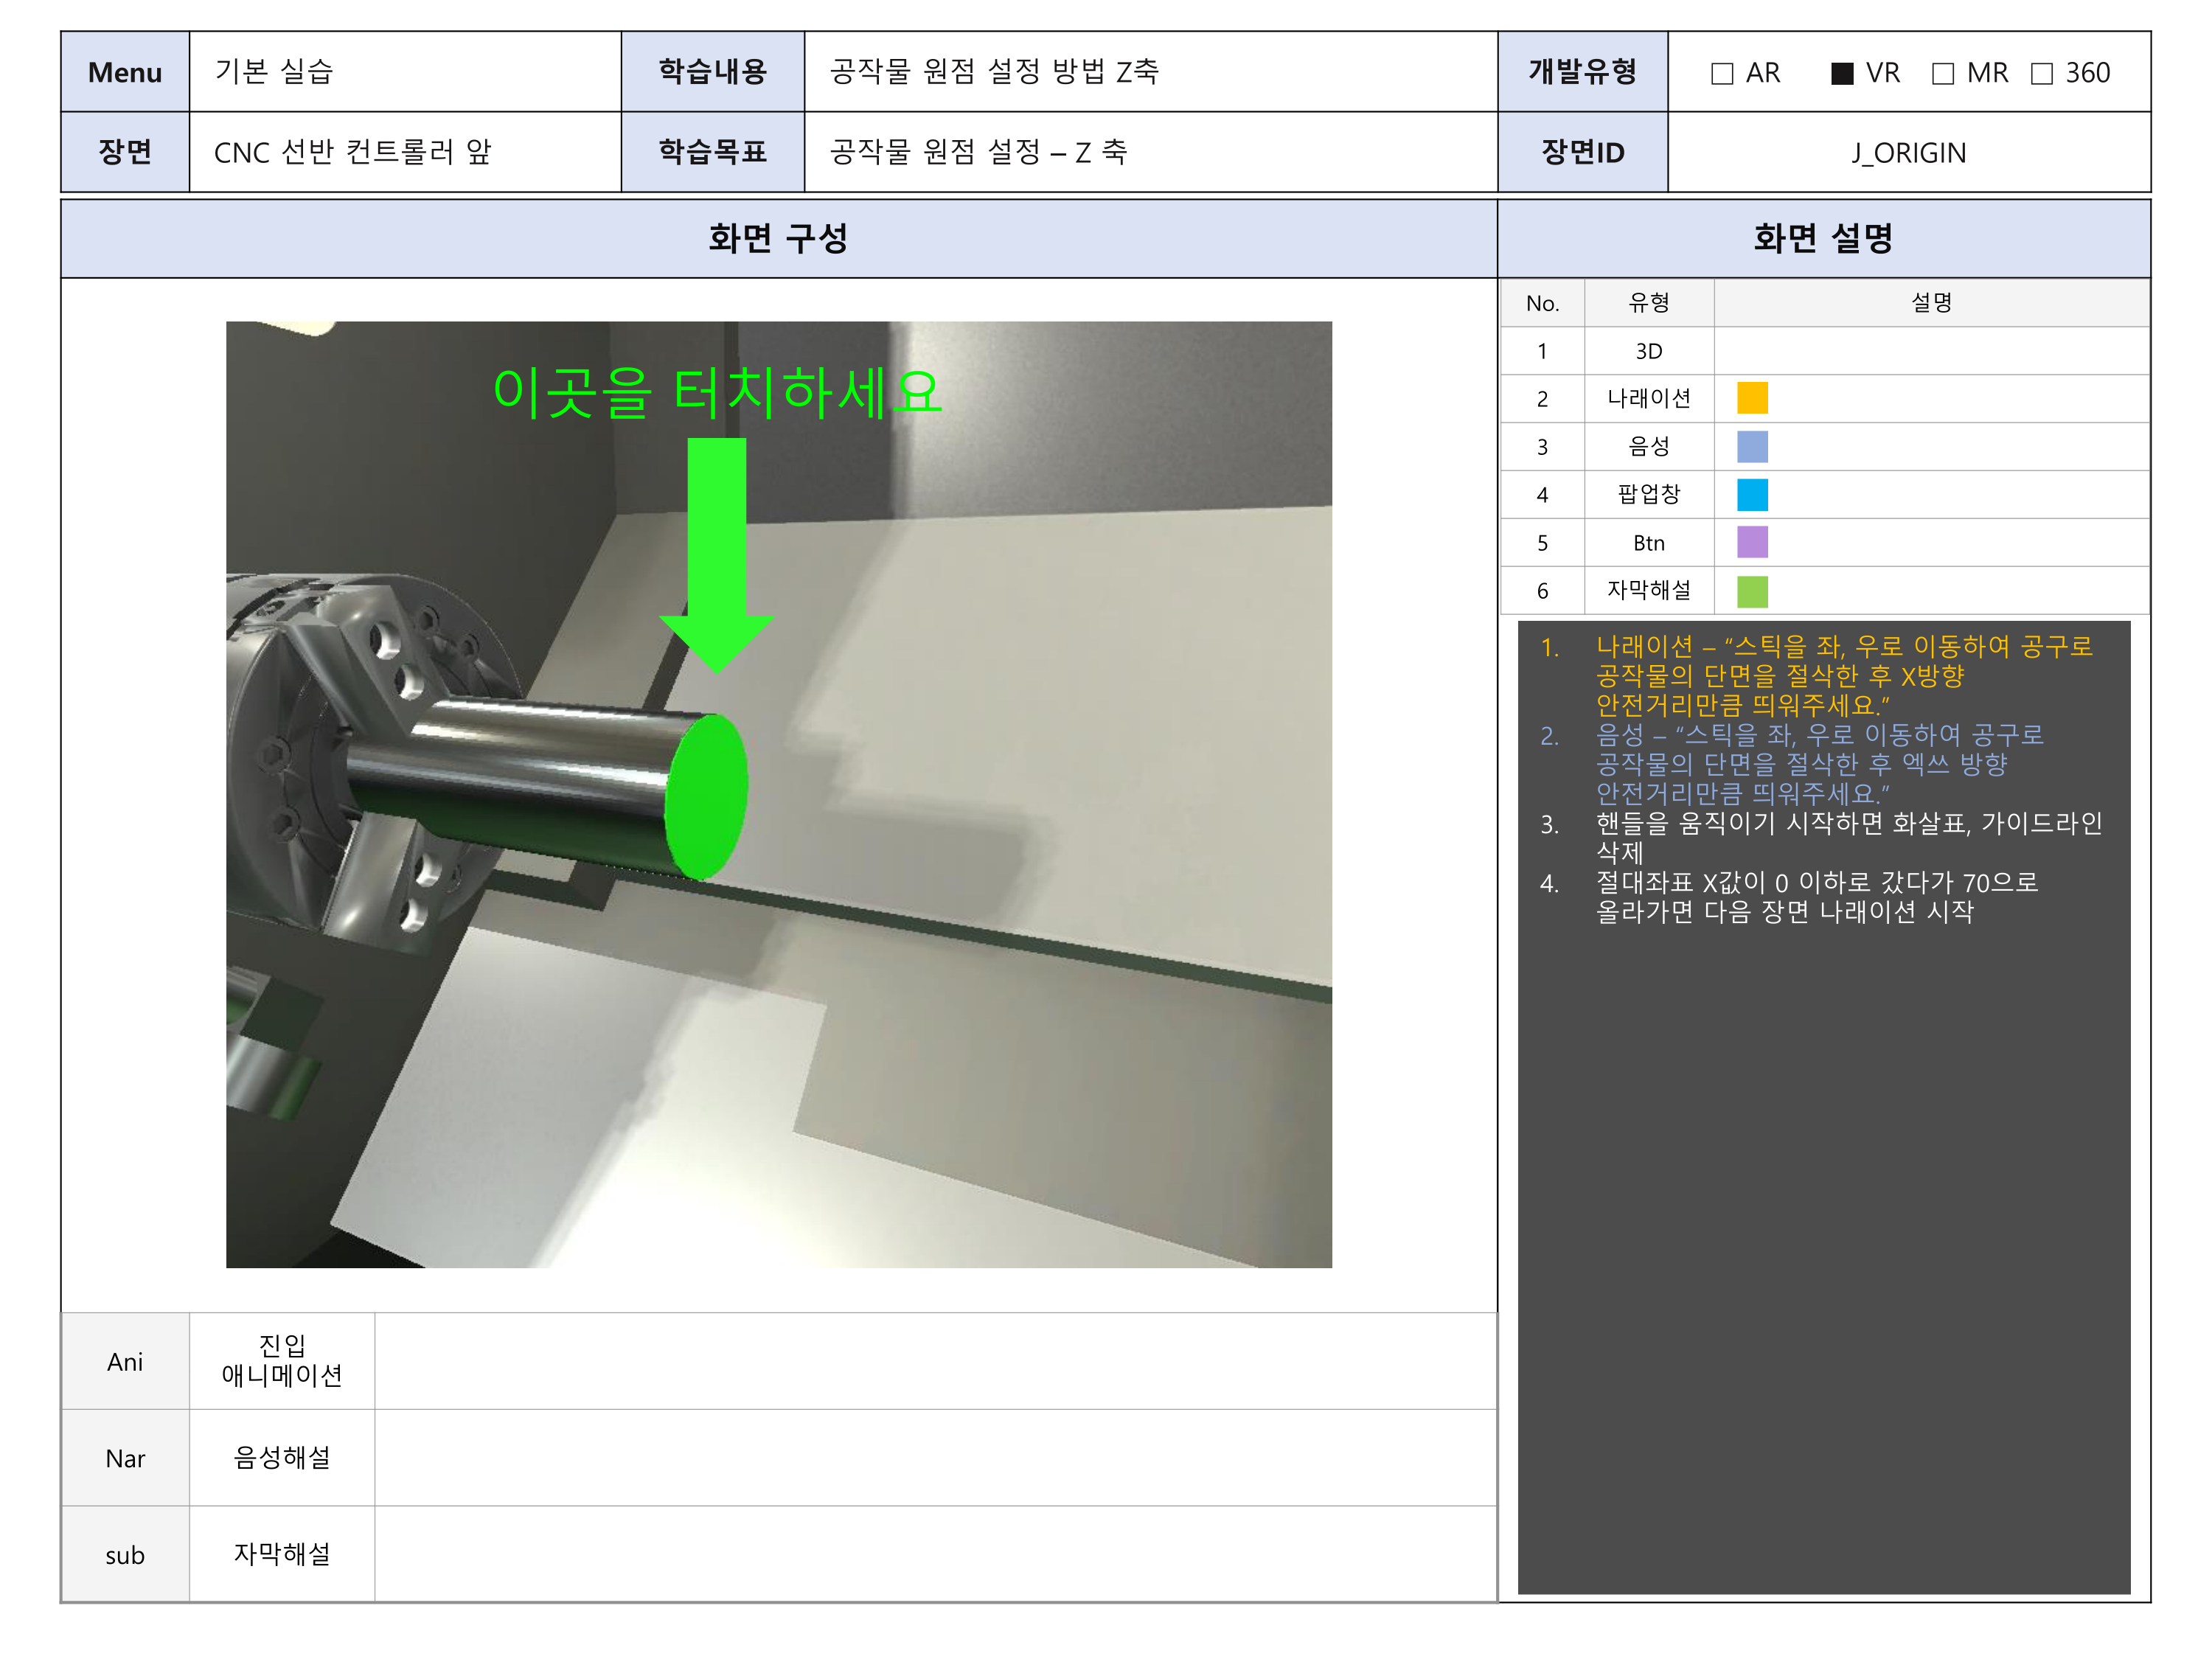 Menu 기본 실습 학습내용 공작물 원점 설정 방법 Z축 개발유형 □ AR ■ VR □ MR □ 360
장면 CNC 선반 컨트롤러 앞 학습목표 공작물 원점 설정 – Z 축 장면ID J_ORIGIN
화면 구성 화면 설명
이곳을 터치하세요
No. 유형 설명
1 3D
2 나래이션
3 음성
4 팝업창
5 Btn
6 자막해설
1. 나래이션 – “스틱을 좌, 우로 이동하여 공구로
공작물의 단면을 절삭한 후 X방향
안전거리만큼 띄워주세요.”
2. 음성 – “스틱을 좌, 우로 이동하여 공구로
공작물의 단면을 절삭한 후 엑쓰 방향
안전거리만큼 띄워주세요.”
3. 핸들을 움직이기 시작하면 화살표, 가이드라인
삭제
4. 절대좌표 X값이 0 이하로 갔다가 70으로
올라가면 다음 장면 나래이션 시작
Ani 진입
애니메이션
Nar 음성해설
sub 자막해설